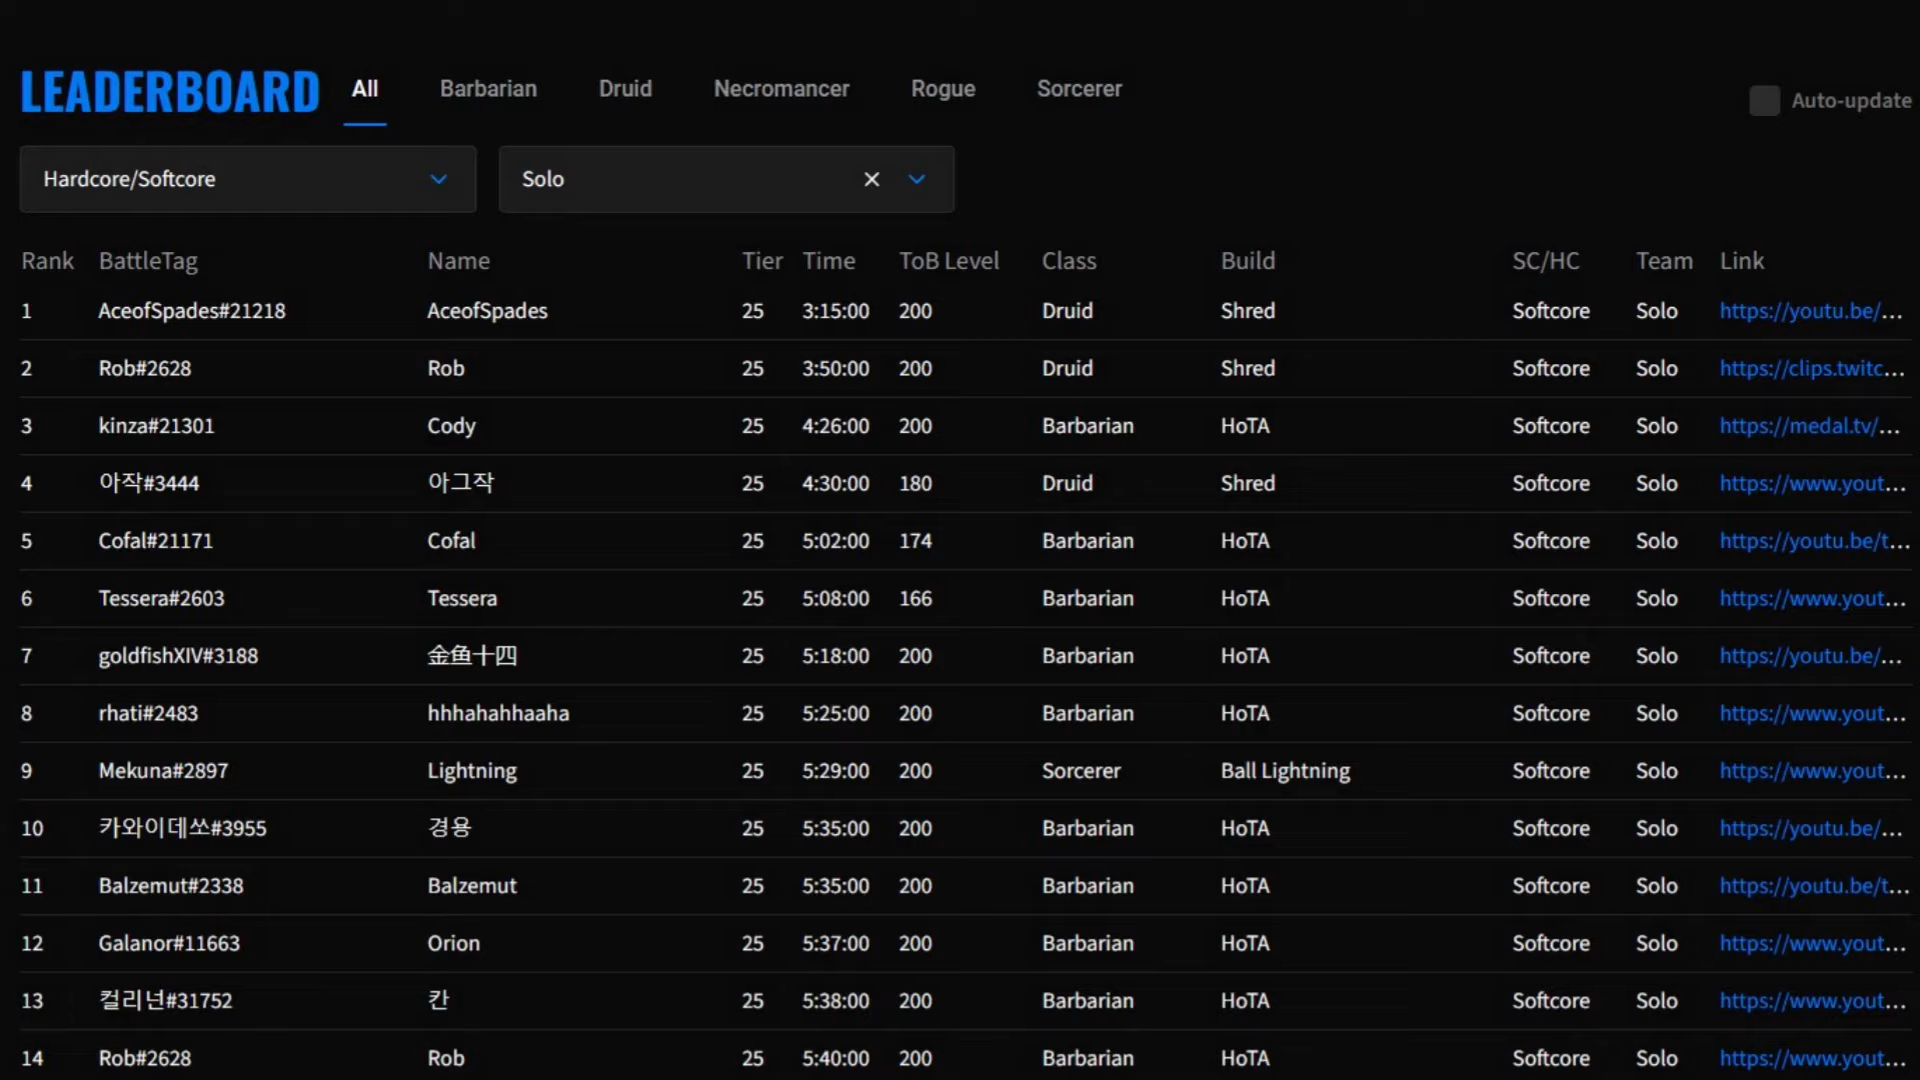 LEADERBOARD All Barbarian Druid Necromancer Rogue Sorcerer Auto-update
Hardcore/Softcore Solo
Rank BattleTag Name Tier Time ToB Level Class Build SC/HC Team Link
1 AceofSpades#21218 AceofSpades 25 3:15:00 200 Druid Shred Softcore Solo https://youtu.be/...
2 Rob#2628 Rob 25 3:50:00 200 Druid Shred Softcore Solo https://clips.twitc...
3 kinza#21301 Cody 25 4:26:00 200 Barbarian HoTA Softcore Solo https://medal.tv/...
4 아작#3444 아그작 25 4:30:00 180 Druid Shred Softcore Solo https://www.yout...
5 Cofal#21171 Cofal 25 5:02:00 174 Barbarian HoTA Softcore Solo https://youtu.be/t...
6 Tessera#2603 Tessera 25 5:08:00 166 Barbarian HoTA Softcore Solo https://www.yout...
7 goldfishXIV#3188 金鱼十四 25 5:18:00 200 Barbarian HoTA Softcore Solo https://youtu.be/...
8 rhati#2483 hhhahahhaaha 25 5:25:00 200 Barbarian HoTA Softcore Solo https://www.yout...
9 Mekuna#2897 Lightning 25 5:29:00 200 Sorcerer Ball Lightning Softcore Solo https://www.yout...
10 카와이데쓰#3955 경용 25 5:35:00 200 Barbarian HoTA Softcore Solo https://youtu.be/...
11 Balzemut#2338 Balzemut 25 5:35:00 200 Barbarian HoTA Softcore Solo https://youtu.be/t...
12 Galanor#11663 Orion 25 5:37:00 200 Barbarian HoTA Softcore Solo https://www.yout...
13 컬리넌#31752 칸 25 5:38:00 200 Barbarian HoTA Softcore Solo https://www.yout...
14 Rob#2628 Rob 25 5:40:00 200 Barbarian HoTA Softcore Solo https://www.yout...